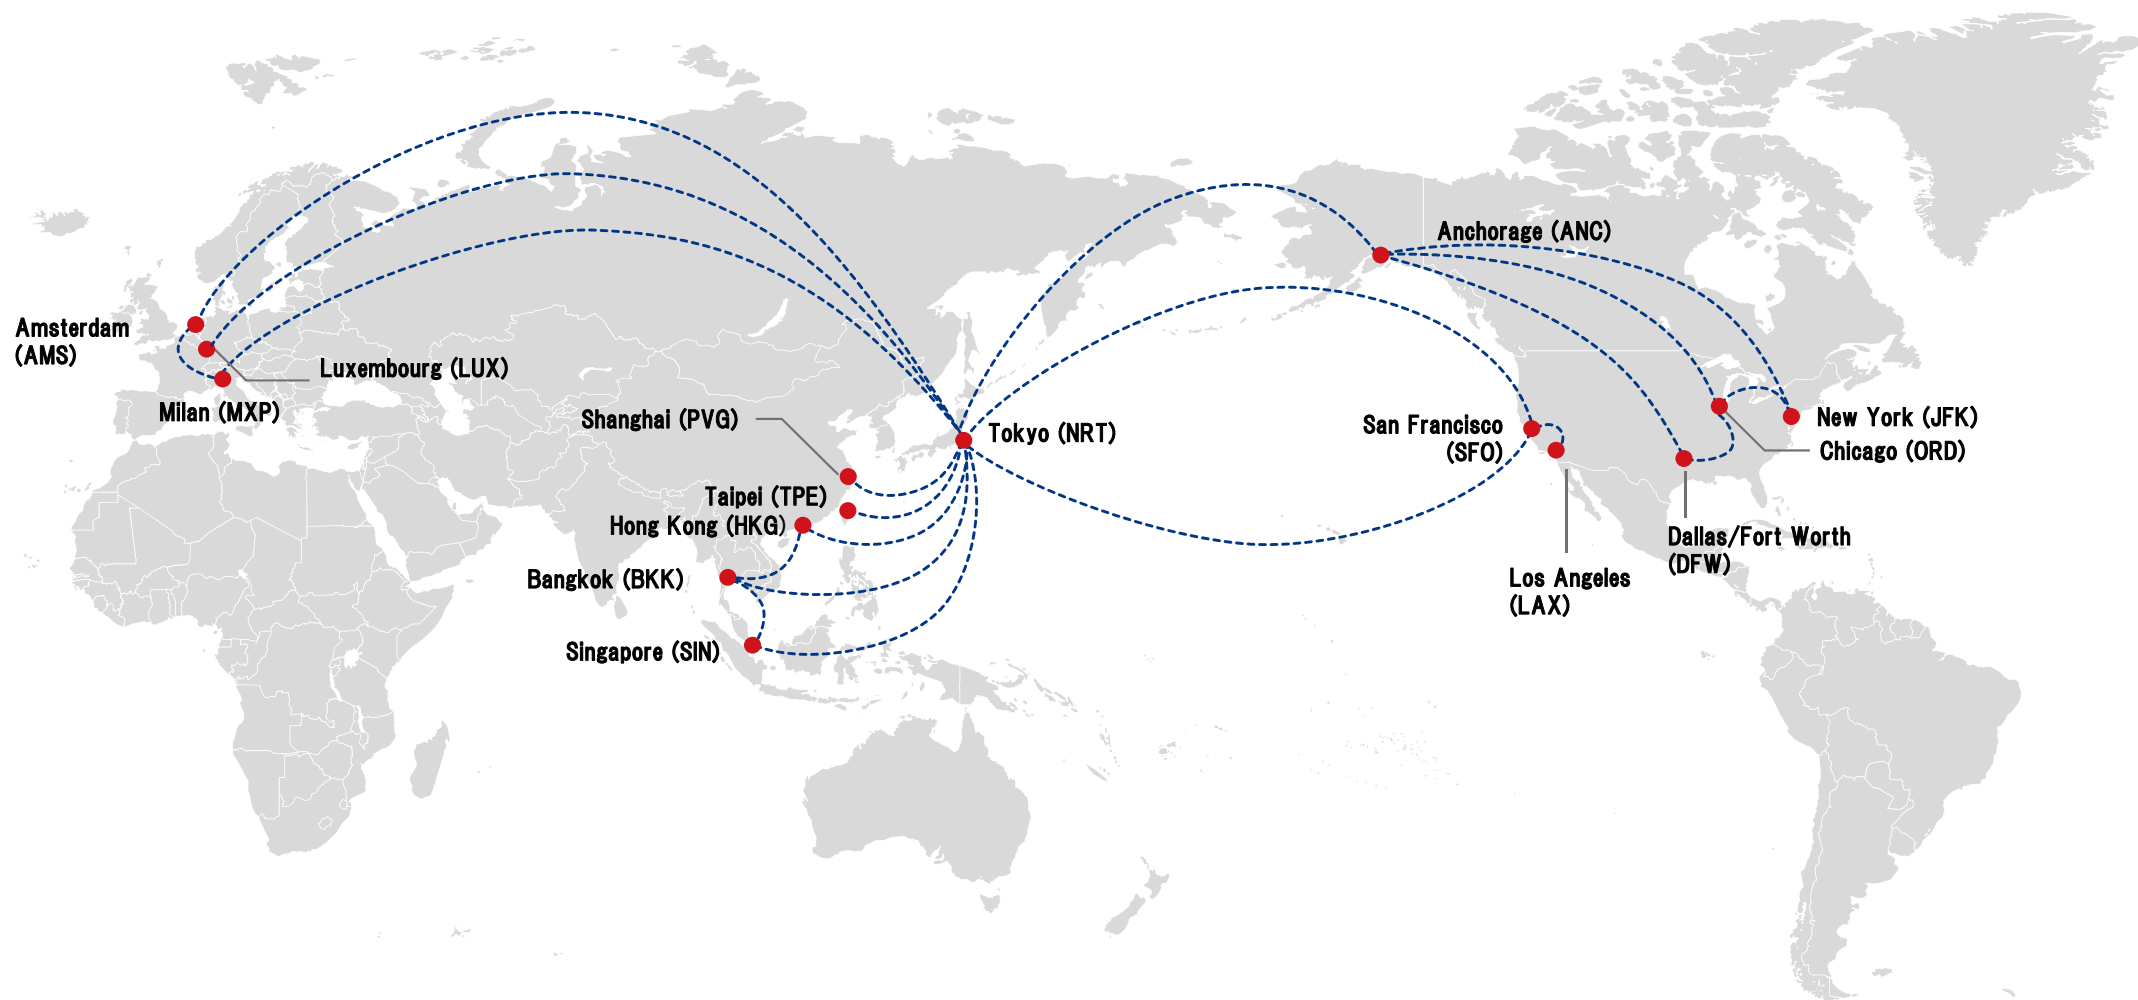 Anchorage (ANC)
Amsterdam
(AMS)
Luxembourg (LUX)
Milan (MXP)
Shanghai (PVG)
Tokyo (NRT)
San Francisco
(SFO)
New York (JFK)
Chicago (ORD)
Taipei (TPE)
Hong Kong (HKG)
Bangkok (BKK)
Dallas/Fort Worth
(DFW)
Los Angeles
(LAX)
Singapore (SIN)